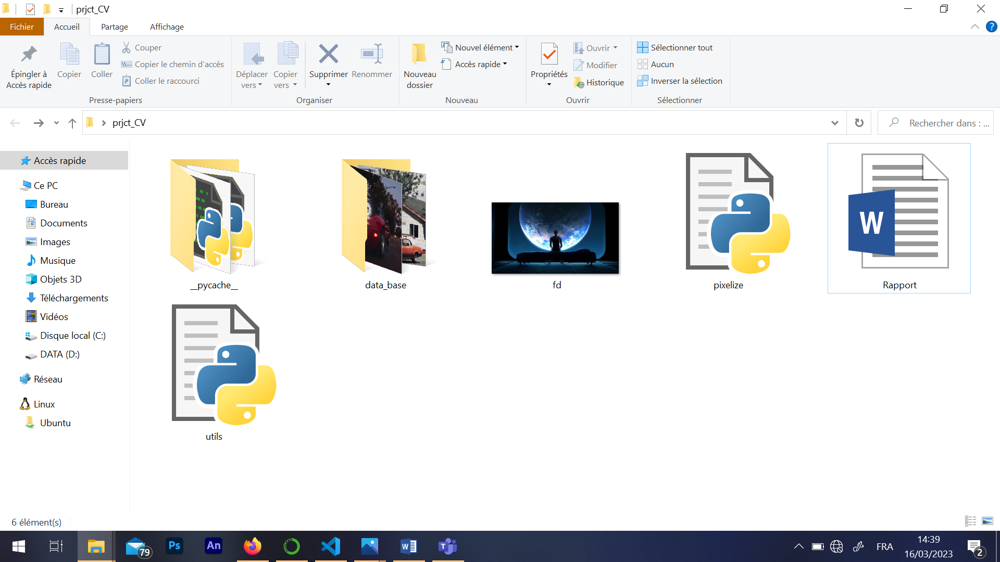 prjct_CV
Fichier
Accueil
Partage
Affichage
?
Épingler à
Accès rapide
Copier
Coller
Couper
Copier le chemin d'accès
Coller le raccourci
Presse-papiers
Déplacer
vers
Copier
vers
Supprimer
Renommer
Organiser
Nouveau
dossier
Nouvel élément
Accès rapide
Nouveau
Propriétés
Ouvrir
Modifier
Historique
Ouvrir
Sélectionner tout
Aucun
Inverser la sélection
Sélectionner
prjct_CV
Rechercher dans : ...
Accès rapide
Ce PC
Bureau
Documents
Images
Musique
Objets 3D
Téléchargements
Vidéos
Disque local (C:)
DATA (D:)
Réseau
Linux
Ubuntu
__pycache__
data_base
fd
pixelize
W
Rapport
utils
6 élément(s)
79
Ps
An
W
T
FRA
14:39
16/03/2023
2